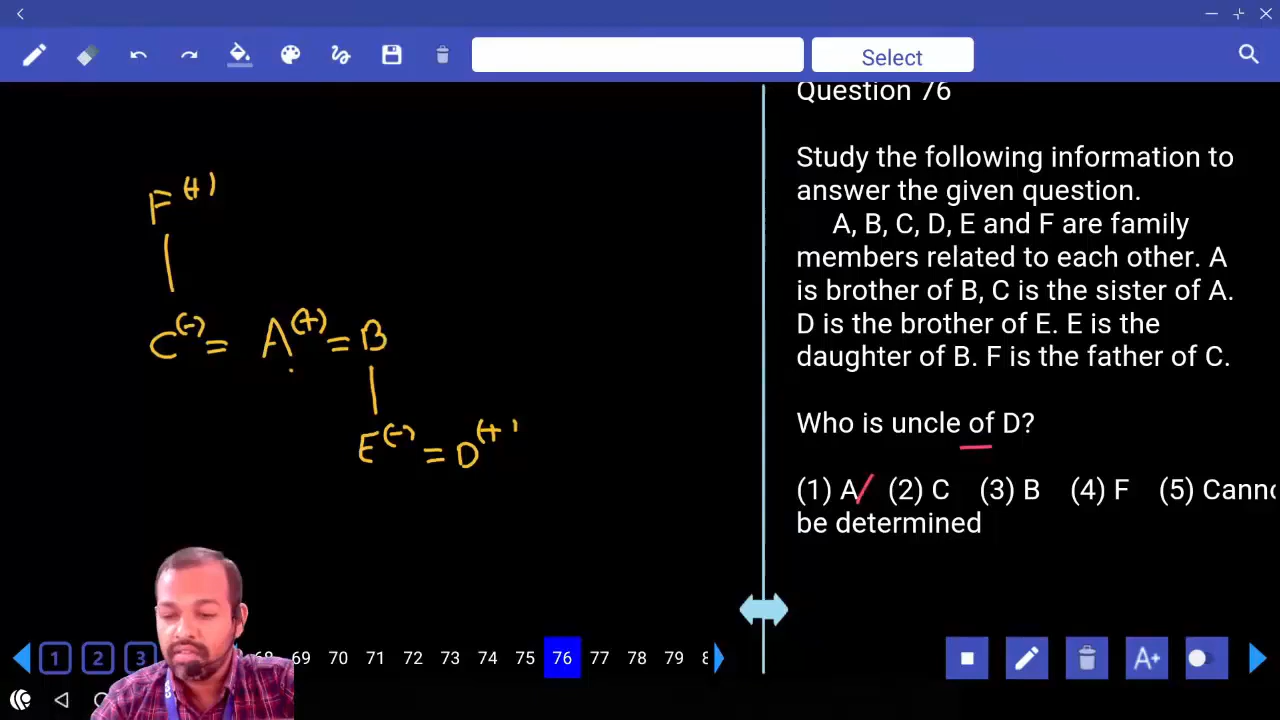 Select
Question 76
Study the following information to
answer the given question.
A, B, C, D, E and F are family
members related to each other. A
is brother of B, C is the sister of A.
D is the brother of E. E is the
daughter of B. F is the father of C.
Who is uncle of D?
(1) A (2) C (3) B (4) F (5) Canno
be determined
F (+)
C (-) = A (+) = B
E (-) = D (+)
1 2 3 68 69 70 71 72 73 74 75 76 77 78 79 8
A+